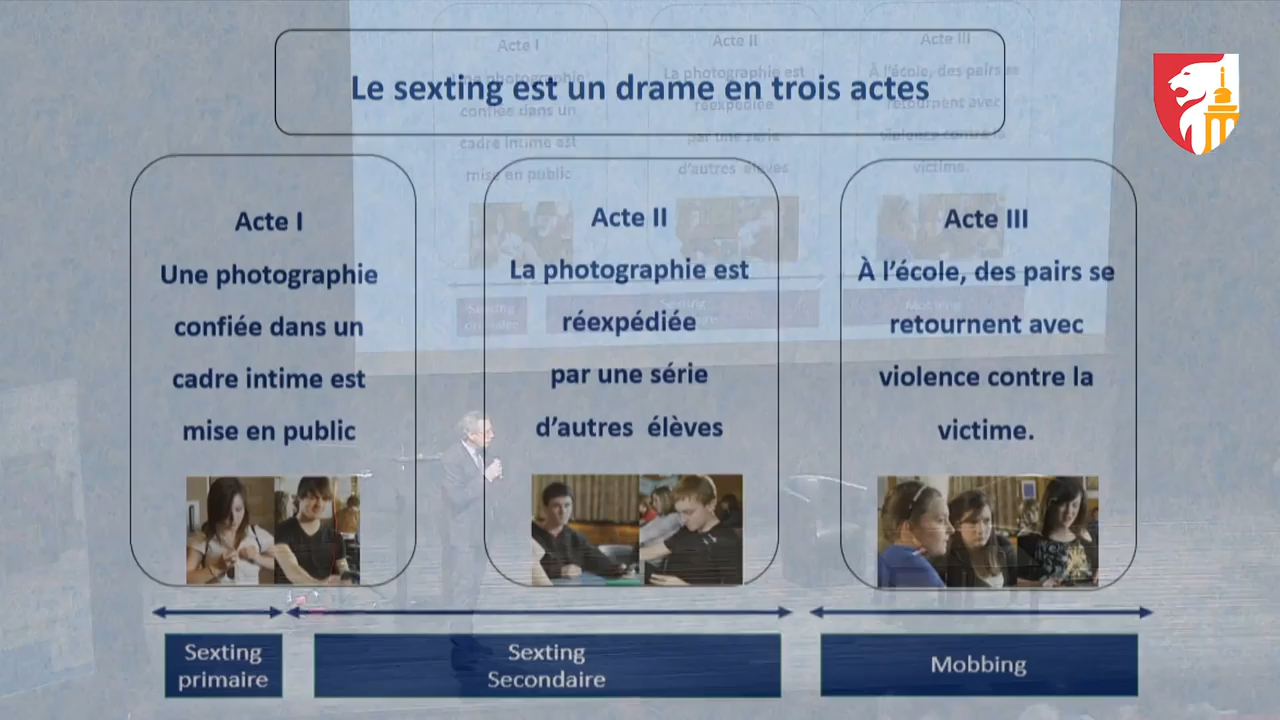 Le sexting est un drame en trois actes
Acte I
Une photographie
confiée dans un
cadre intime est
mise en public
Acte II
La photographie est
réexpédiée
par une série
d'autres élèves
Acte III
À l'école, des pairs se
retournent avec
violence contre la
victime.
Sexting
primaire
Sexting
Secondaire
Mobbing